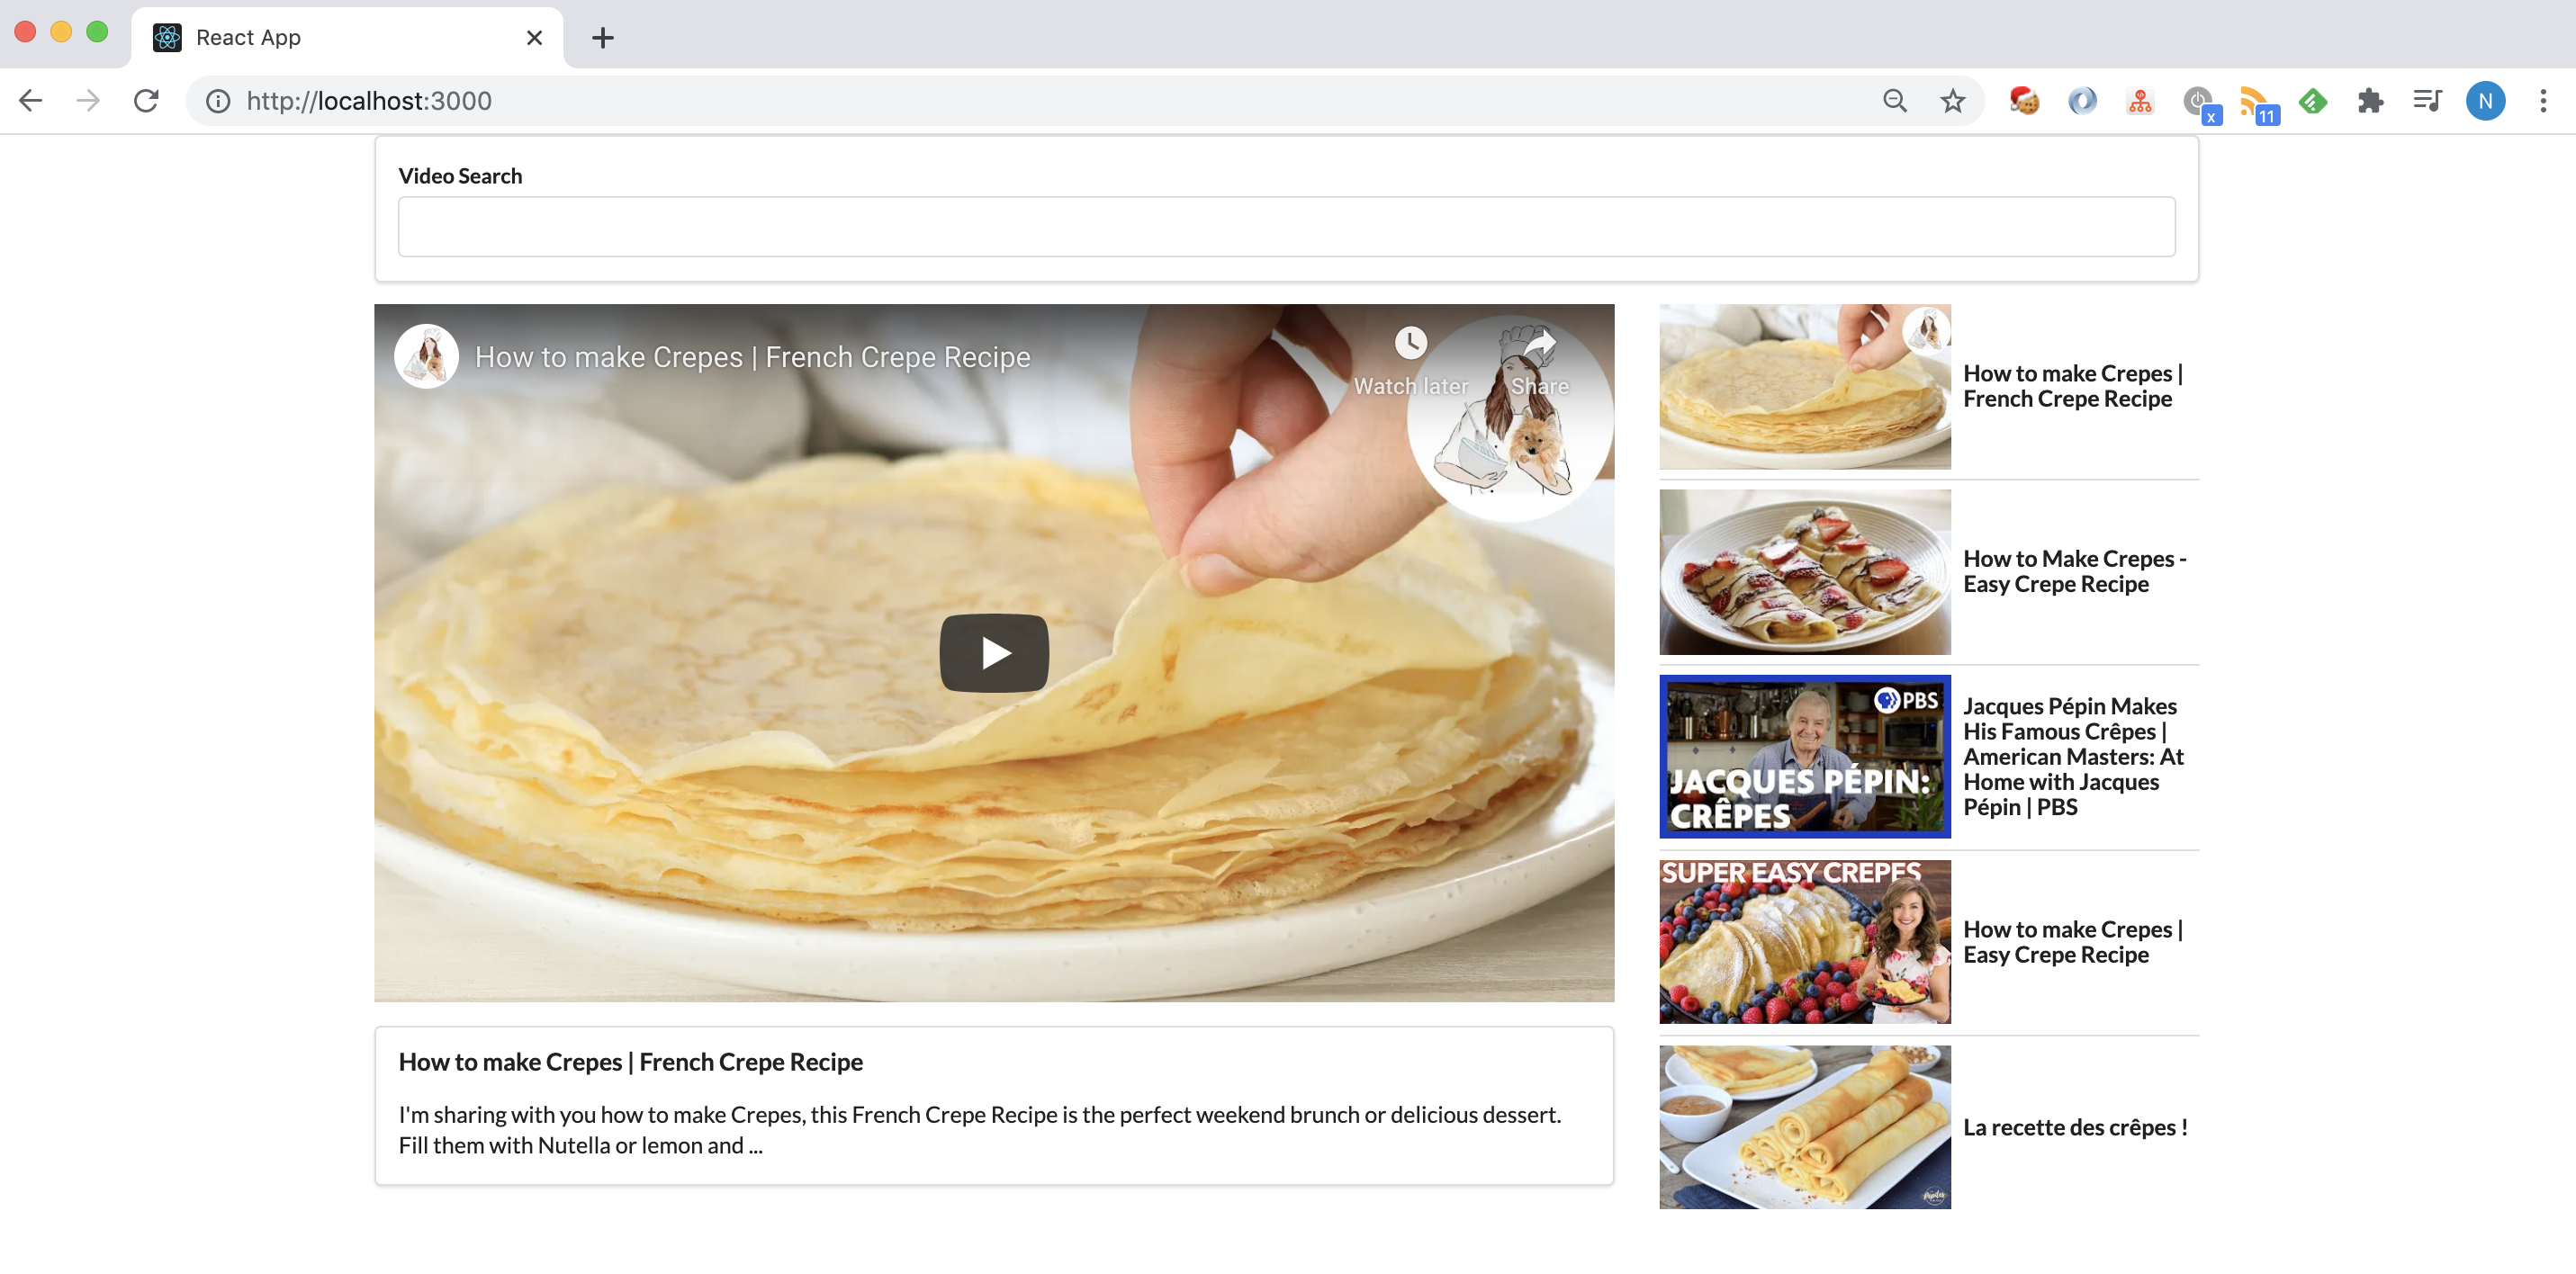 React App
http://localhost:3000
x
11
N
Video Search
How to make Crepes | French Crepe Recipe
Watch later
Share
How to make Crepes | French Crepe Recipe
I'm sharing with you how to make Crepes, this French Crepe Recipe is the perfect weekend brunch or delicious dessert.
Fill them with Nutella or lemon and ...
How to make Crepes |
French Crepe Recipe
How to Make Crepes -
Easy Crepe Recipe
PBS
JACQUES PÉPIN:
CRÊPES
Jacques Pépin Makes
His Famous Crêpes |
American Masters: At
Home with Jacques
Pépin | PBS
SUPER EASY CREPES
How to make Crepes |
Easy Crepe Recipe
La recette des crêpes !